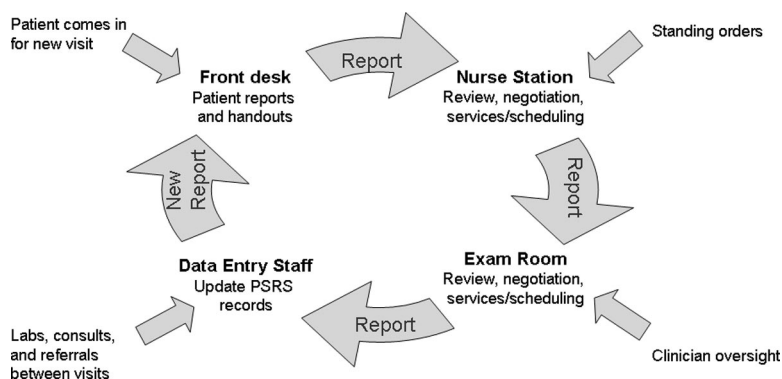 Patient comes in
for new visit
Standing orders
Report
Front desk
Patient reports
and handouts
Nurse Station
Review, negotiation,
services/scheduling
New
Report
Report
Data Entry Staff
Update PSRS
records
Exam Room
Review, negotiation,
services/scheduling
Report
Labs, consults,
and referrals
between visits
Clinician oversight